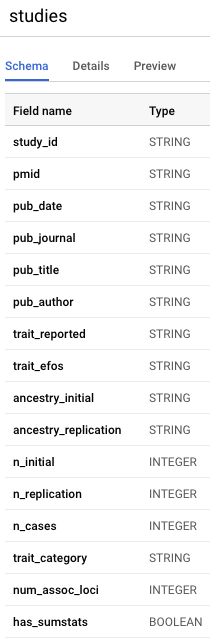 studies
Schema Details Preview
Field name Type
study_id STRING
pmid STRING
pub_date STRING
pub_journal STRING
pub_title STRING
pub_author STRING
trait_reported STRING
trait_efos STRING
ancestry_initial STRING
ancestry_replication STRING
n_initial INTEGER
n_replication INTEGER
n_cases INTEGER
trait_category STRING
num_assoc_loci INTEGER
has_sumstats BOOLEAN